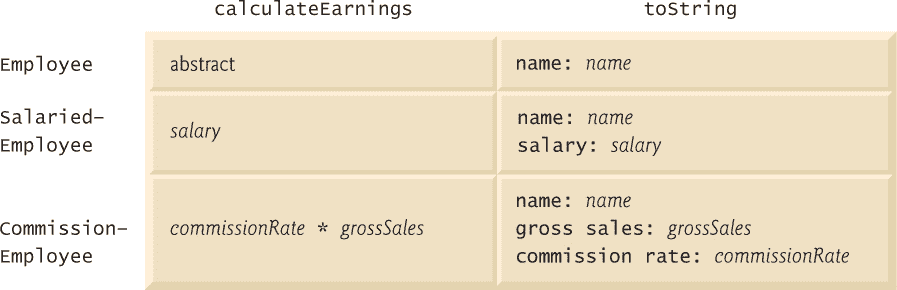 calculateEarnings toString
Employee abstract name: name
Salaried-
Employee salary name: name
salary: salary
Commission-
Employee commissionRate * grossSales name: name
gross sales: grossSales
commission rate: commissionRate